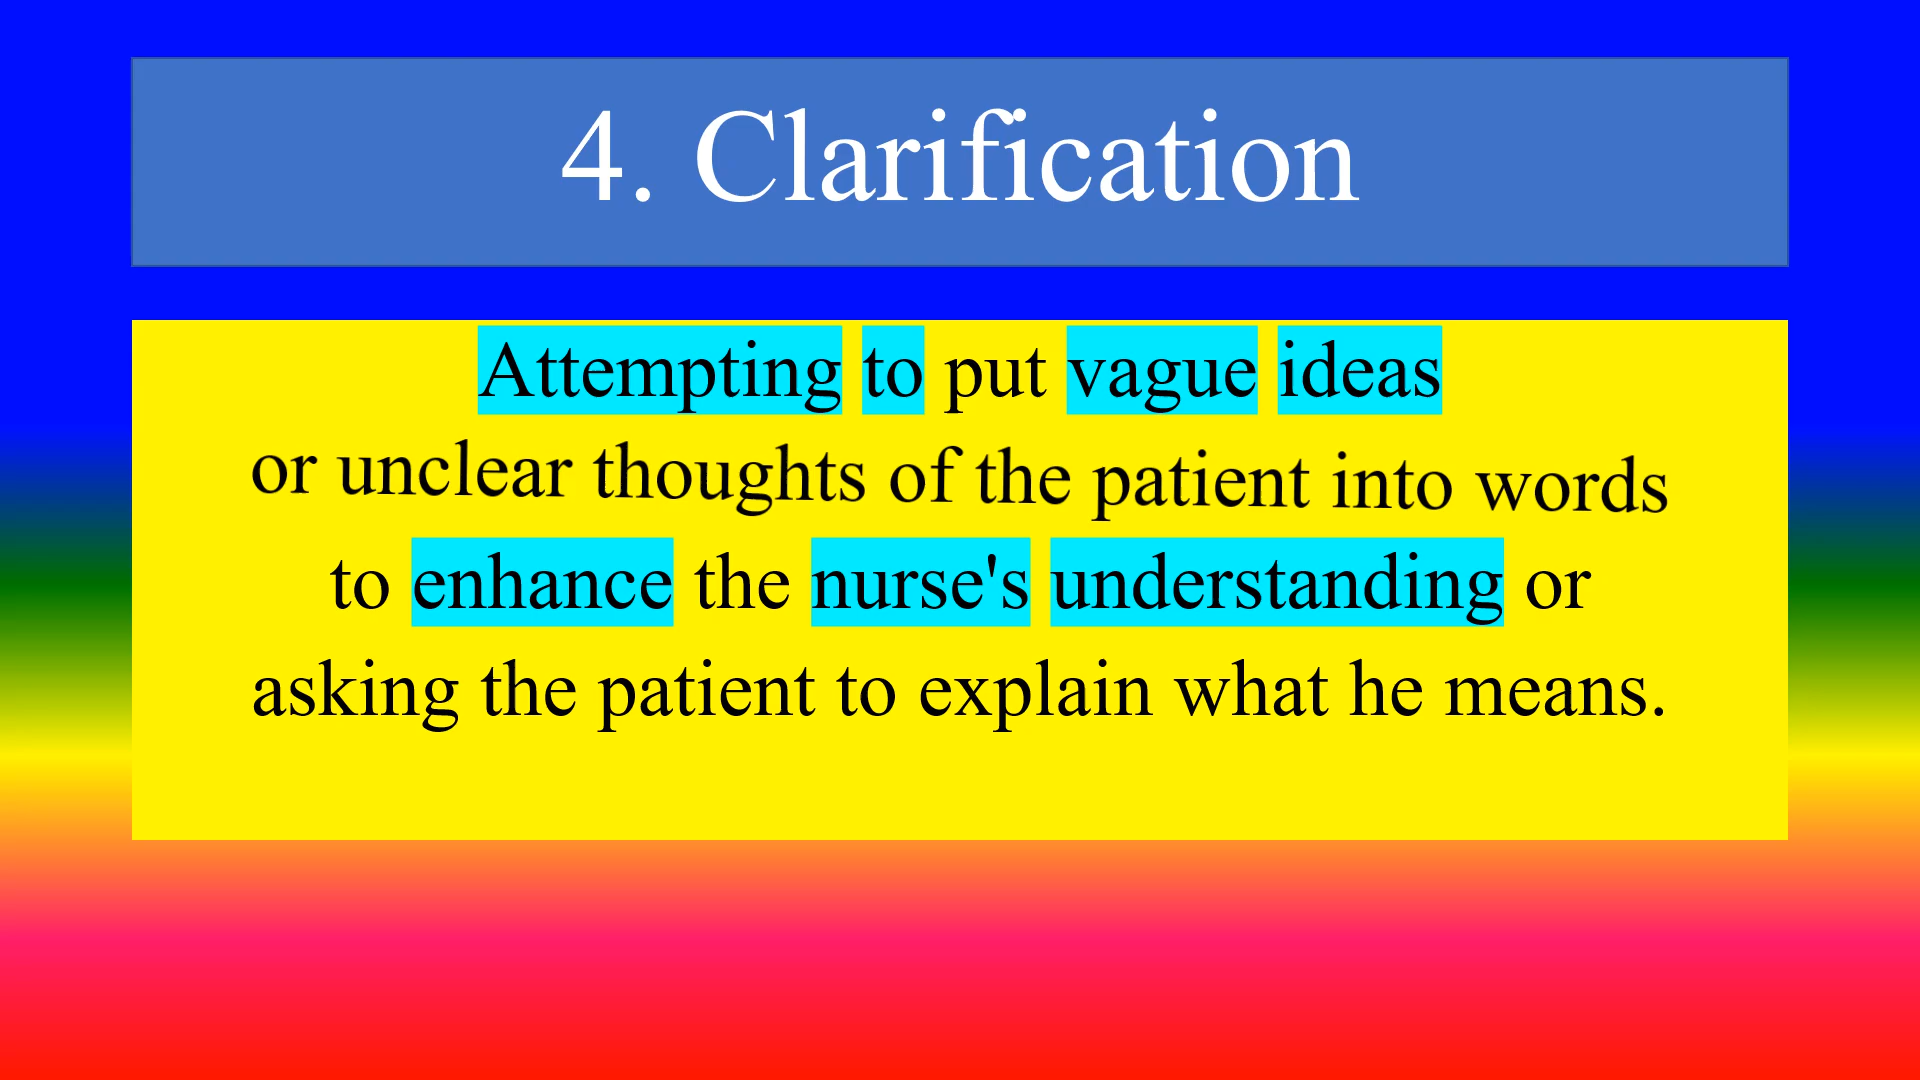 4. Clarification
Attempting to put vague ideas
or unclear thoughts of the patient into words
to enhance the nurse's understanding or
asking the patient to explain what he means.